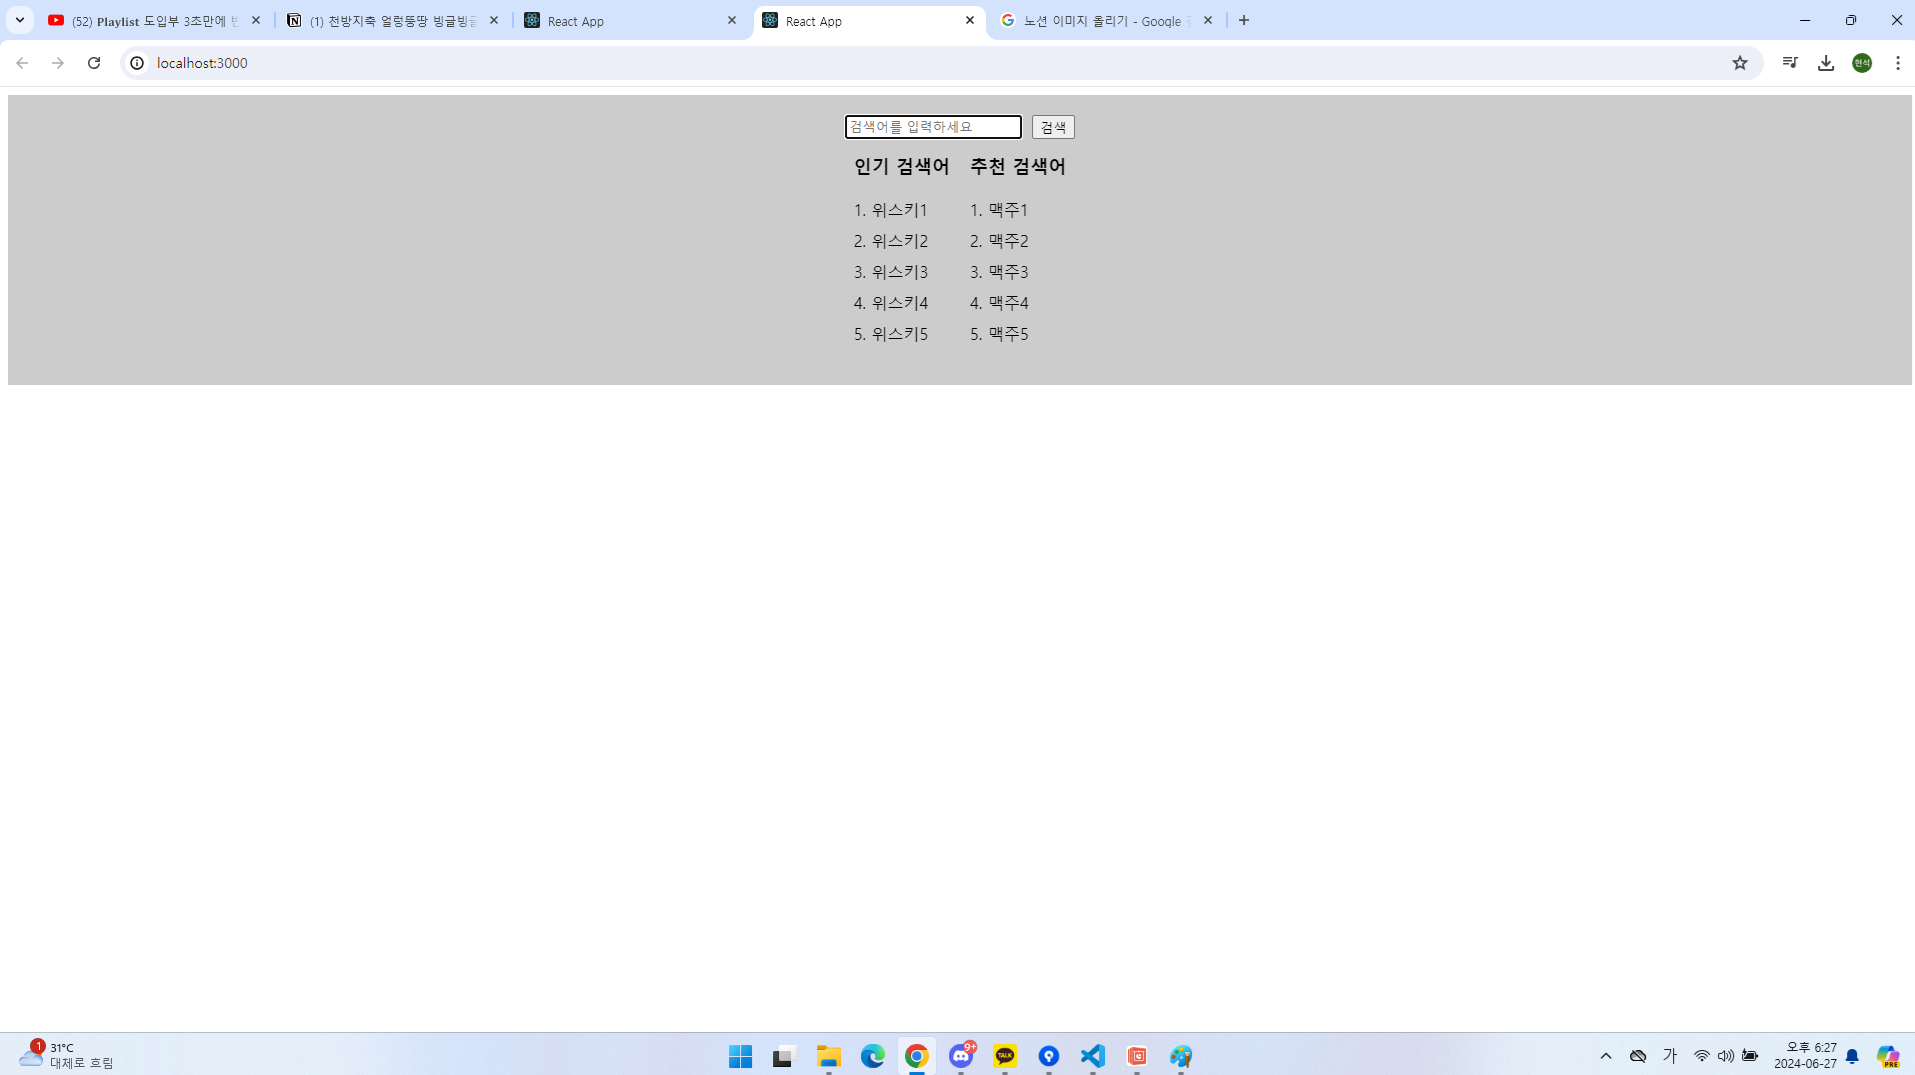 (52) Playlist 도입부 3초만에
(1) 천방지축 얼렁뚱땅 빙글빙글
React App
React App
노션 이미지 올리기 - Google
localhost:3000
현석
검색어를 입력하세요
검색
인기 검색어 추천 검색어
1. 위스키1 1. 맥주1
2. 위스키2 2. 맥주2
3. 위스키3 3. 맥주3
4. 위스키4 4. 맥주4
5. 위스키5 5. 맥주5
1
31°C
대체로 흐림
9+
TALK
가
오후 6:27
2024-06-27
PRE